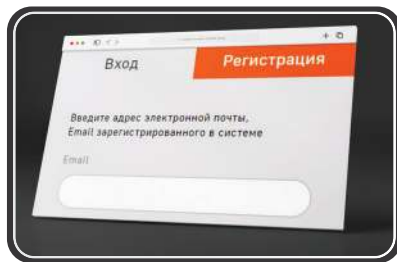 Вход
Регистрация
Введите адрес электронной почты,
Email зарегистрированного в системе
Email